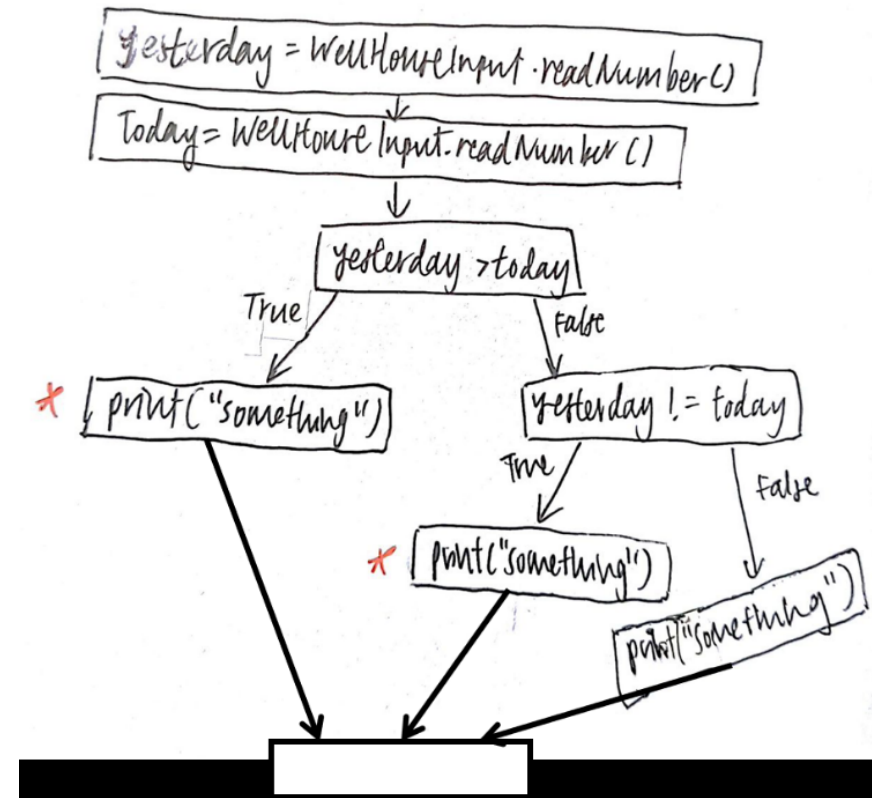 yesterday = WellHouseInput.readNumber()
Today = WellHouseInput.readNumber()
yesterday > today
True
False
* print("something")
yesterday != today
True
False
* print("something")
print("something")